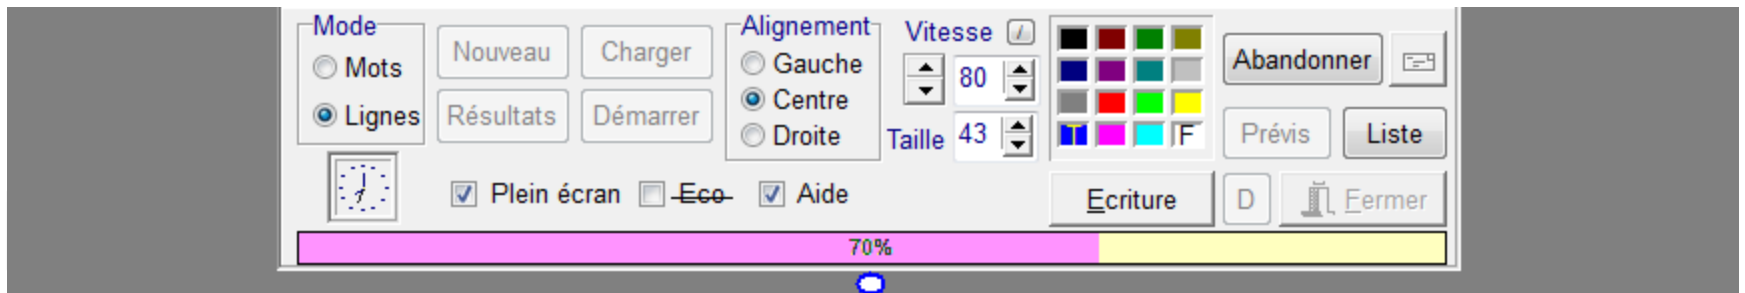 Mode
Mots
Lignes
Nouveau
Charger
Résultats
Démarrer
Alignement
Gauche
Centre
Droite
Vitesse /
80
Taille 43
T
F
Abandonner
Prévis
Liste
Plein écran
Eco
Aide
Ecriture
D
Fermer
70%